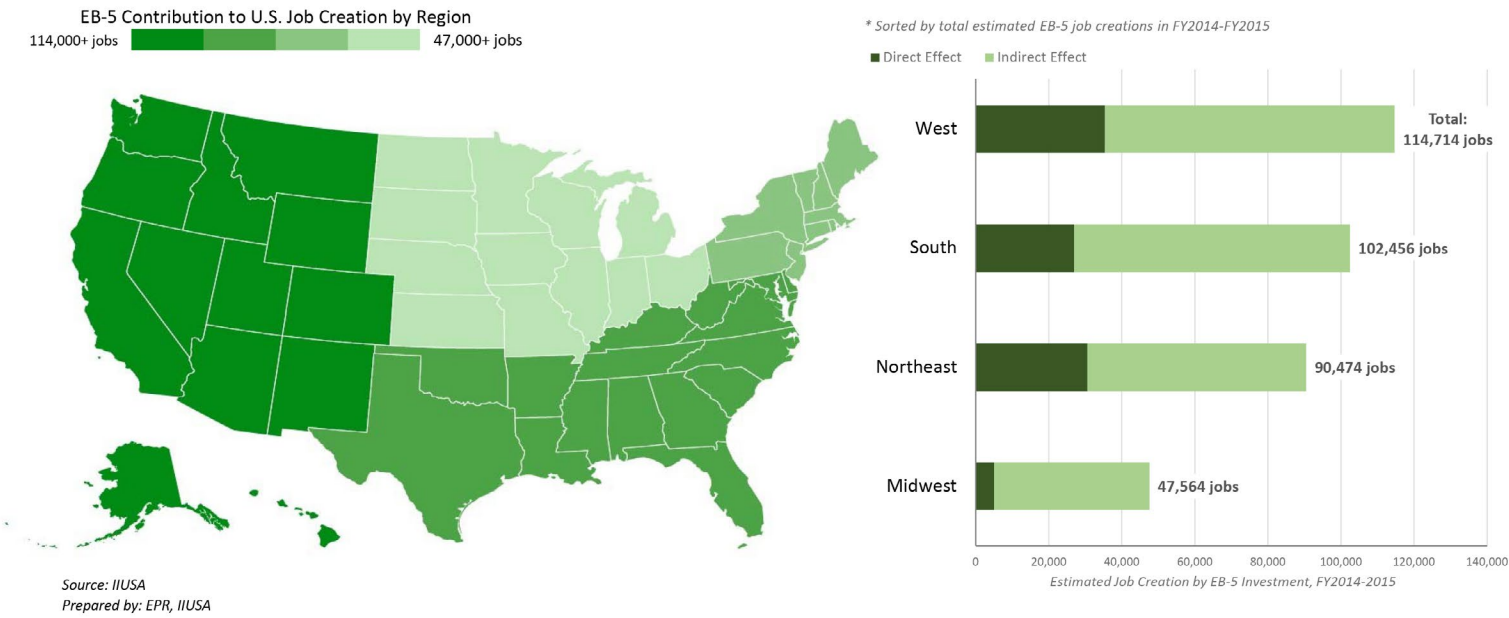 EB-5 Contribution to U.S. Job Creation by Region
114,000+ jobs
47,000+ jobs
* Sorted by total estimated EB-5 job creations in FY2014-FY2015
Direct Effect
Indirect Effect
West
Total:
114,714 jobs
South
102,456 jobs
Northeast
90,474 jobs
Midwest
47,564 jobs
0
20,000
40,000
60,000
80,000
100,000
120,000
140,000
Estimated Job Creation by EB-5 Investment, FY2014-2015
Source: IIUSA
Prepared by: EPR, IIUSA